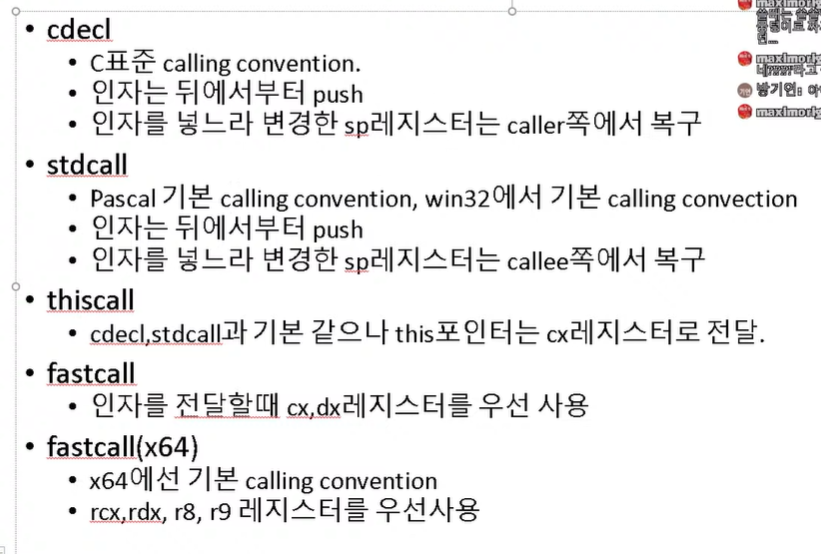 cdecl
C표준 calling convention.
인자는 뒤에서부터 push
인자를 넣느라 변경한 sp레지스터는 caller쪽에서 복구
stdcall
Pascal 기본 calling convention, win32에서 기본 calling convection
인자는 뒤에서부터 push
인자를 넣느라 변경한 sp레지스터는 callee쪽에서 복구
thiscall
cdecl,stdcall과 기본 같으나 this포인터는 cx레지스터로 전달.
fastcall
인자를 전달할때 cx,dx레지스터를 우선 사용
fastcall(x64)
x64에선 기본 calling convention
rcx,rdx, r8, r9 레지스터를 우선사용
maximorig
maximorig
방기연:
maximorig